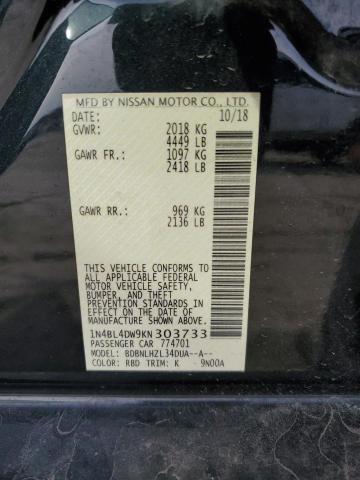 MFD BY NISSAN MOTOR CO., LTD.
DATE: 10/18
GVWR: 2018 KG
4449 LB
GAWR FR: 1097 KG
2418 LB
GAWR RR.: 969 KG
2136 LB
THIS VEHICLE CONFORMS TO
ALL APPLICABLE FEDERAL
MOTOR VEHICLE SAFETY,
BUMPER, AND THEFT
PREVENTION STANDARDS IN
EFFECT ON THE DATE OF
MANUFACTURE SHOWN ABOVE.
1N4BL4DW9KN303733
PASSENGER CAR 774701
MODEL: BDBNLHZL34DUA--A--
COLOR: RBD TRIM: K 9N00A